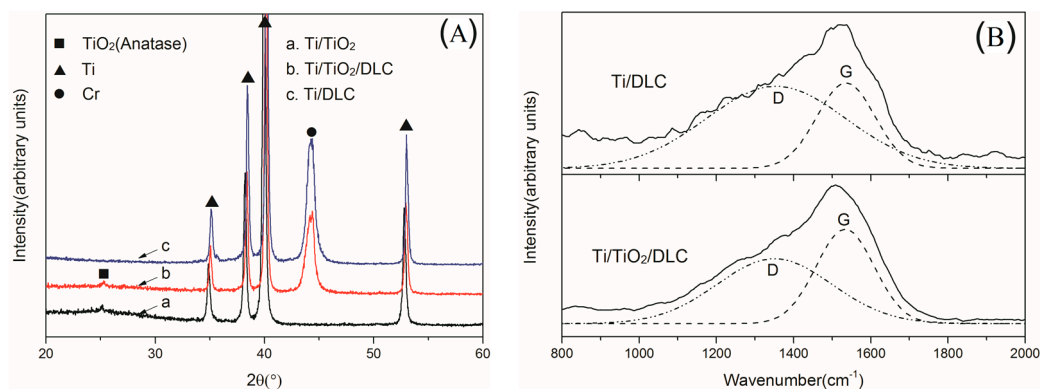 (A)
TiO₂(Anatase)
Ti
Cr
a. Ti/TiO₂
b. Ti/TiO₂/DLC
c. Ti/DLC
c
b
a
Intensity(arbitrary units)
20 30 40 50 60
2θ(°)
(B)
Ti/DLC
D
G
Ti/TiO₂/DLC
D
G
Intensity(arbitrary units)
800 1000 1200 1400 1600 1800 2000
Wavenumber(cm⁻¹)